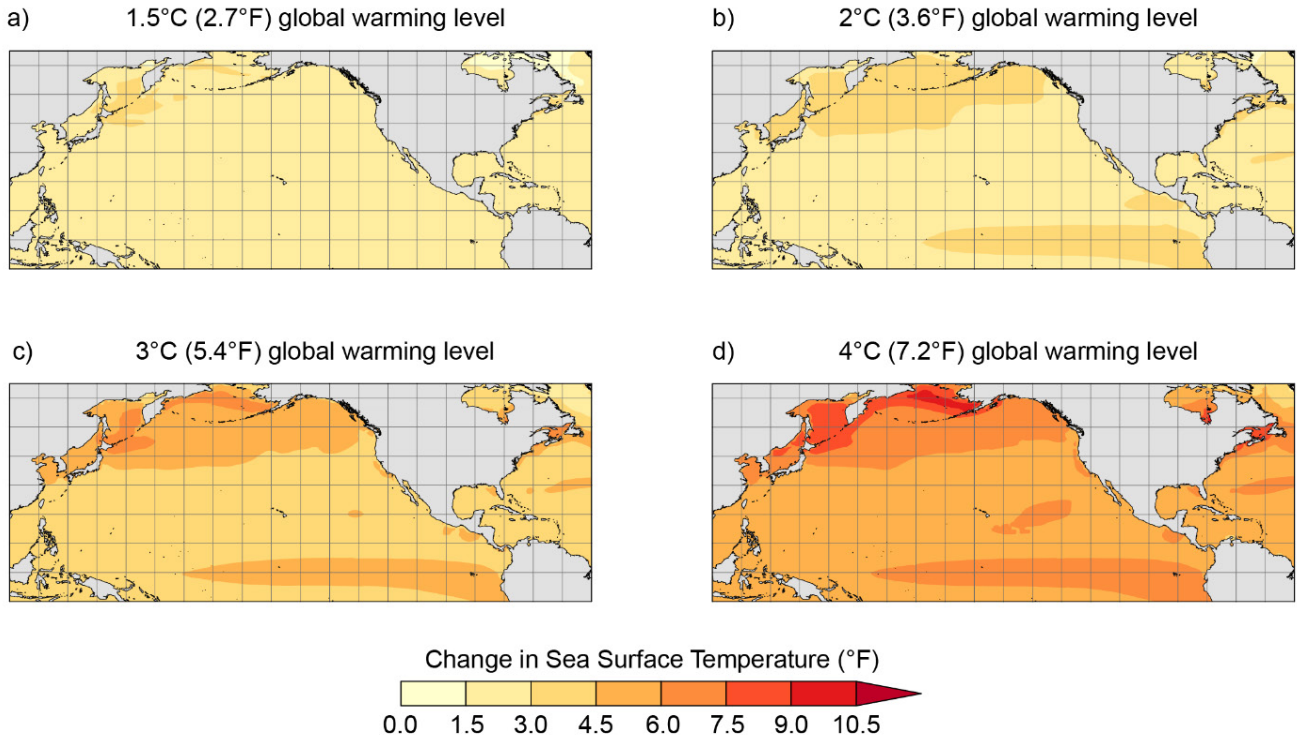 a) 1.5°C (2.7°F) global warming level
b) 2°C (3.6°F) global warming level
c) 3°C (5.4°F) global warming level
d) 4°C (7.2°F) global warming level
Change in Sea Surface Temperature (°F)
0.0 1.5 3.0 4.5 6.0 7.5 9.0 10.5